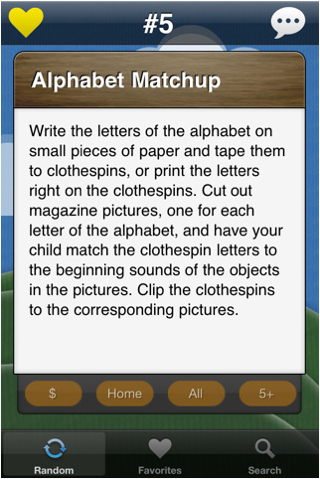 #5
Alphabet Matchup
Write the letters of the alphabet on
small pieces of paper and tape them
to clothespins, or print the letters
right on the clothespins. Cut out
magazine pictures, one for each
letter of the alphabet, and have your
child match the clothespin letters to
the beginning sounds of the objects
in the pictures. Clip the clothespins
to the corresponding pictures.
$ Home All 5+
Random Favorites Search